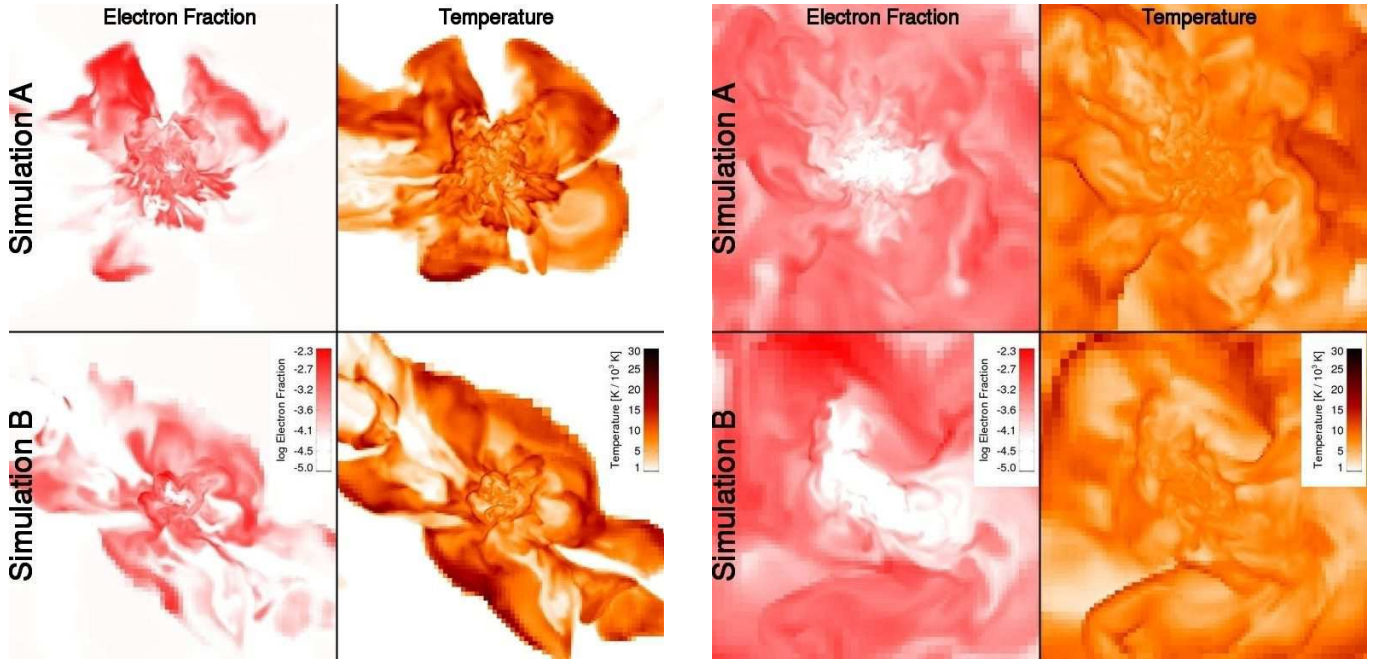 Electron Fraction
Temperature
Simulation A
Simulation B
-2.3
-2.7
-3.2
-3.6
-4.1
-4.5
-5.0
log Electron Fraction
30
25
20
15
10
5
1
Temperature [K / 10³ K]
Electron Fraction
Temperature
Simulation A
Simulation B
-2.3
-2.7
-3.2
-3.6
-4.1
-4.5
-5.0
log Electron Fraction
30
25
20
15
10
5
1
Temperature [K / 10³ K]